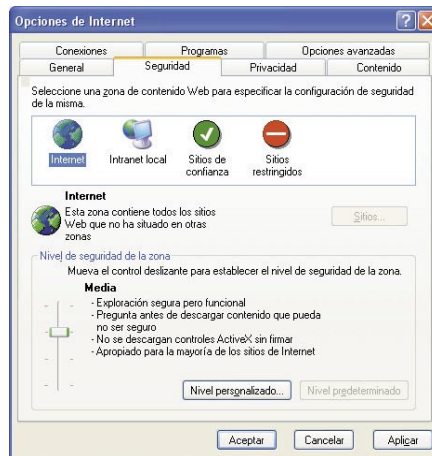 Opciones de Internet
Conexiones Programas Opciones avanzadas
General Seguridad Privacidad Contenido
Seleccione una zona de contenido Web para especificar la configuración de seguridad
de la misma.
Internet Intranet local Sitios de confianza Sitios restringidos
Internet
Esta zona contiene todos los sitios
Web que no ha situado en otras
zonas
Sitios...
Nivel de seguridad de la zona
Mueva el control deslizante para establecer el nivel de seguridad de la zona.
Media
- Exploración segura pero funcional
- Pregunta antes de descargar contenido que pueda
no ser seguro
- No se descargan controles ActiveX sin firmar
- Apropiado para la mayoría de los sitios de Internet
Nivel personalizado... Nivel predeterminado
Aceptar Cancelar Aplicar